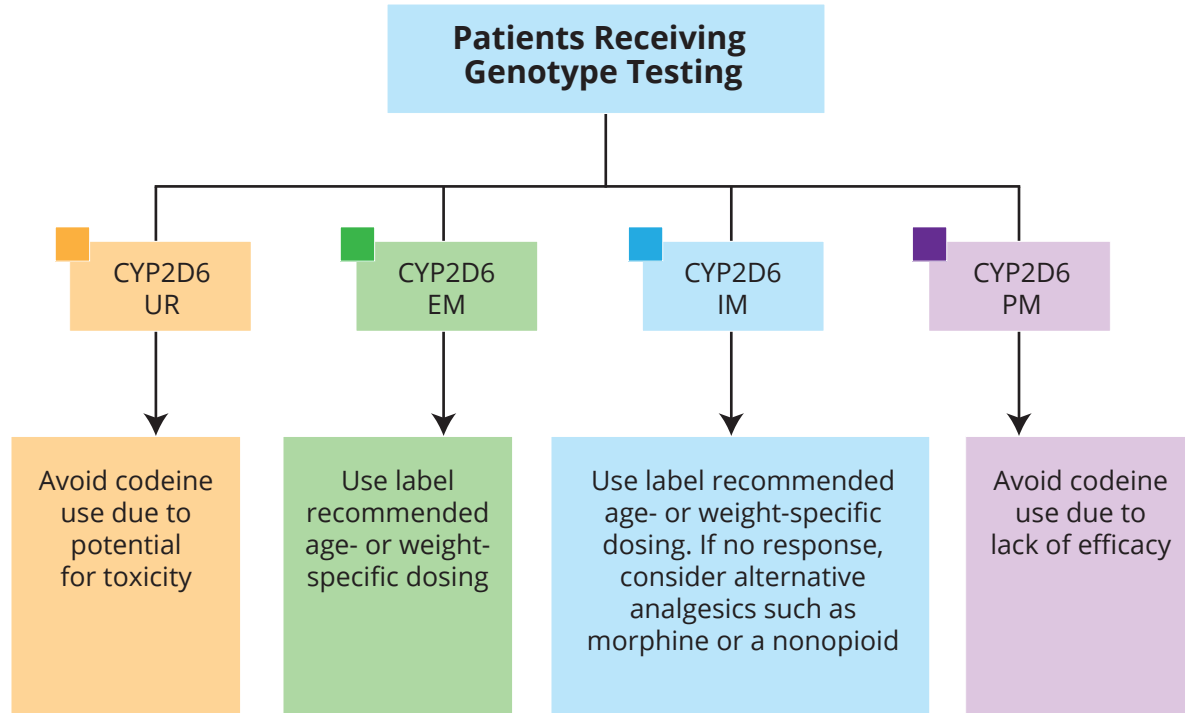 Patients Receiving
Genotype Testing
CYP2D6
UR
CYP2D6
EM
CYP2D6
IM
CYP2D6
PM
Avoid codeine
use due to
potential
for toxicity
Use label
recommended
age- or weight-
specific dosing
Use label recommended
age- or weight-specific
dosing. If no response,
consider alternative
analgesics such as
morphine or a nonopioid
Avoid codeine
use due to
lack of efficacy